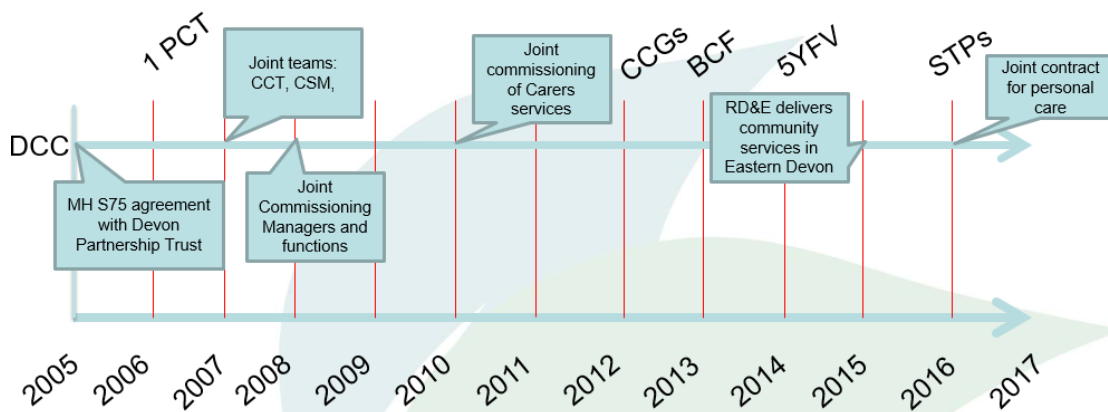 1 PCT
CCGs
BCF
5YFV
STPs
Joint teams:
CCT, CSM,
Joint
commissioning
of Carers
services
RD&E delivers
community
services in
Eastern Devon
Joint contract
for personal
care
DCC
MH S75 agreement
with Devon
Partnership Trust
Joint
Commissioning
Managers and
functions
2005
2006
2007
2008
2009
2010
2011
2012
2013
2014
2015
2016
2017